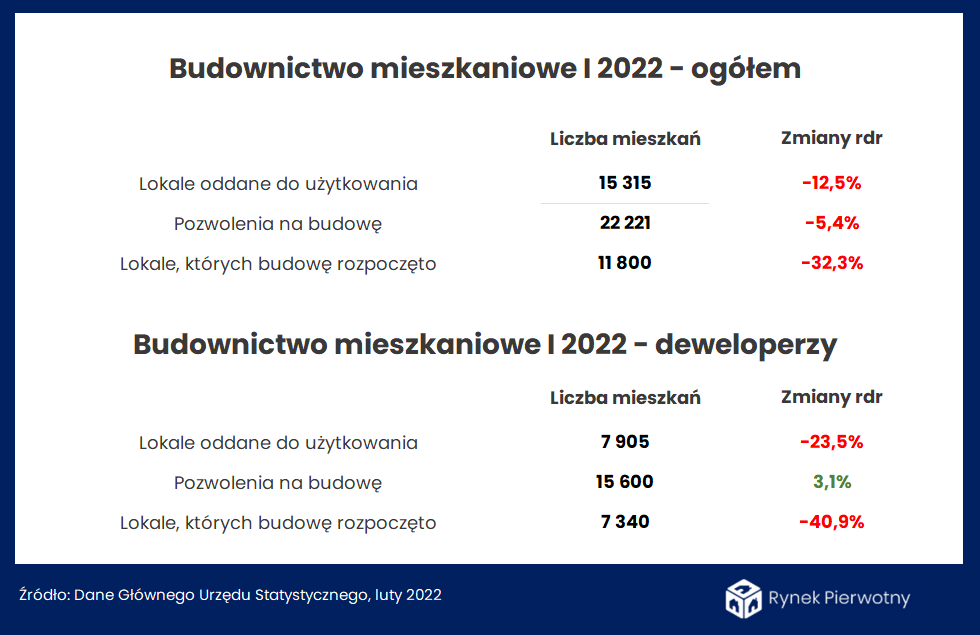 Budownictwo mieszkaniowe I 2022 - ogółem
Liczba mieszkań Zmiany rdr
Lokale oddane do użytkowania 15 315 -12,5%
Pozwolenia na budowę 22 221 -5,4%
Lokale, których budowę rozpoczęto 11 800 -32,3%
Budownictwo mieszkaniowe I 2022 - deweloperzy
Liczba mieszkań Zmiany rdr
Lokale oddane do użytkowania 7 905 -23,5%
Pozwolenia na budowę 15 600 3,1%
Lokale, których budowę rozpoczęto 7 340 -40,9%
Źródło: Dane Głównego Urzędu Statystycznego, luty 2022
Rynek Pierwotny